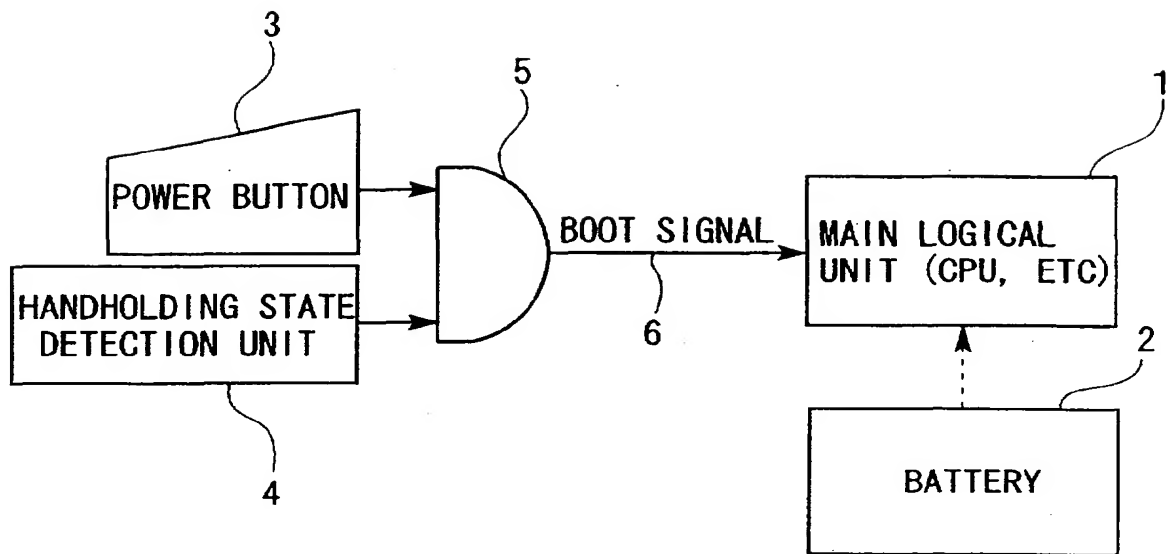 3
5
1
POWER BUTTON
BOOT SIGNAL
MAIN LOGICAL
UNIT (CPU, ETC)
HANDHOLDING STATE
DETECTION UNIT
6
2
4
BATTERY